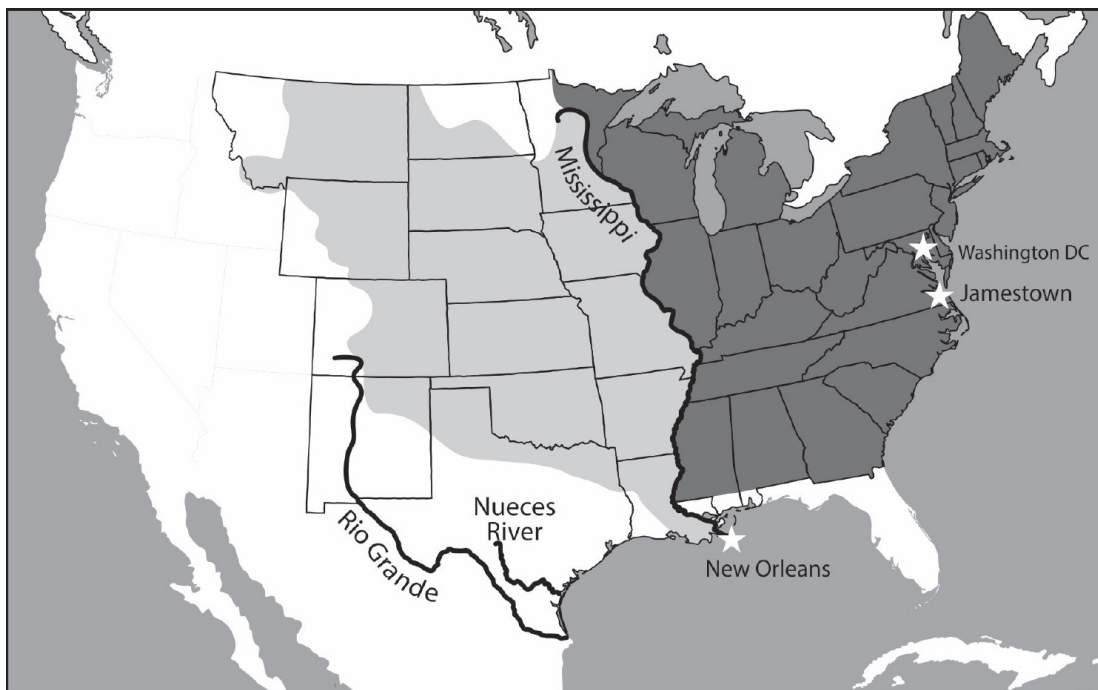 Mississippi
Washington DC
Jamestown
Nueces
River
Rio Grande
New Orleans